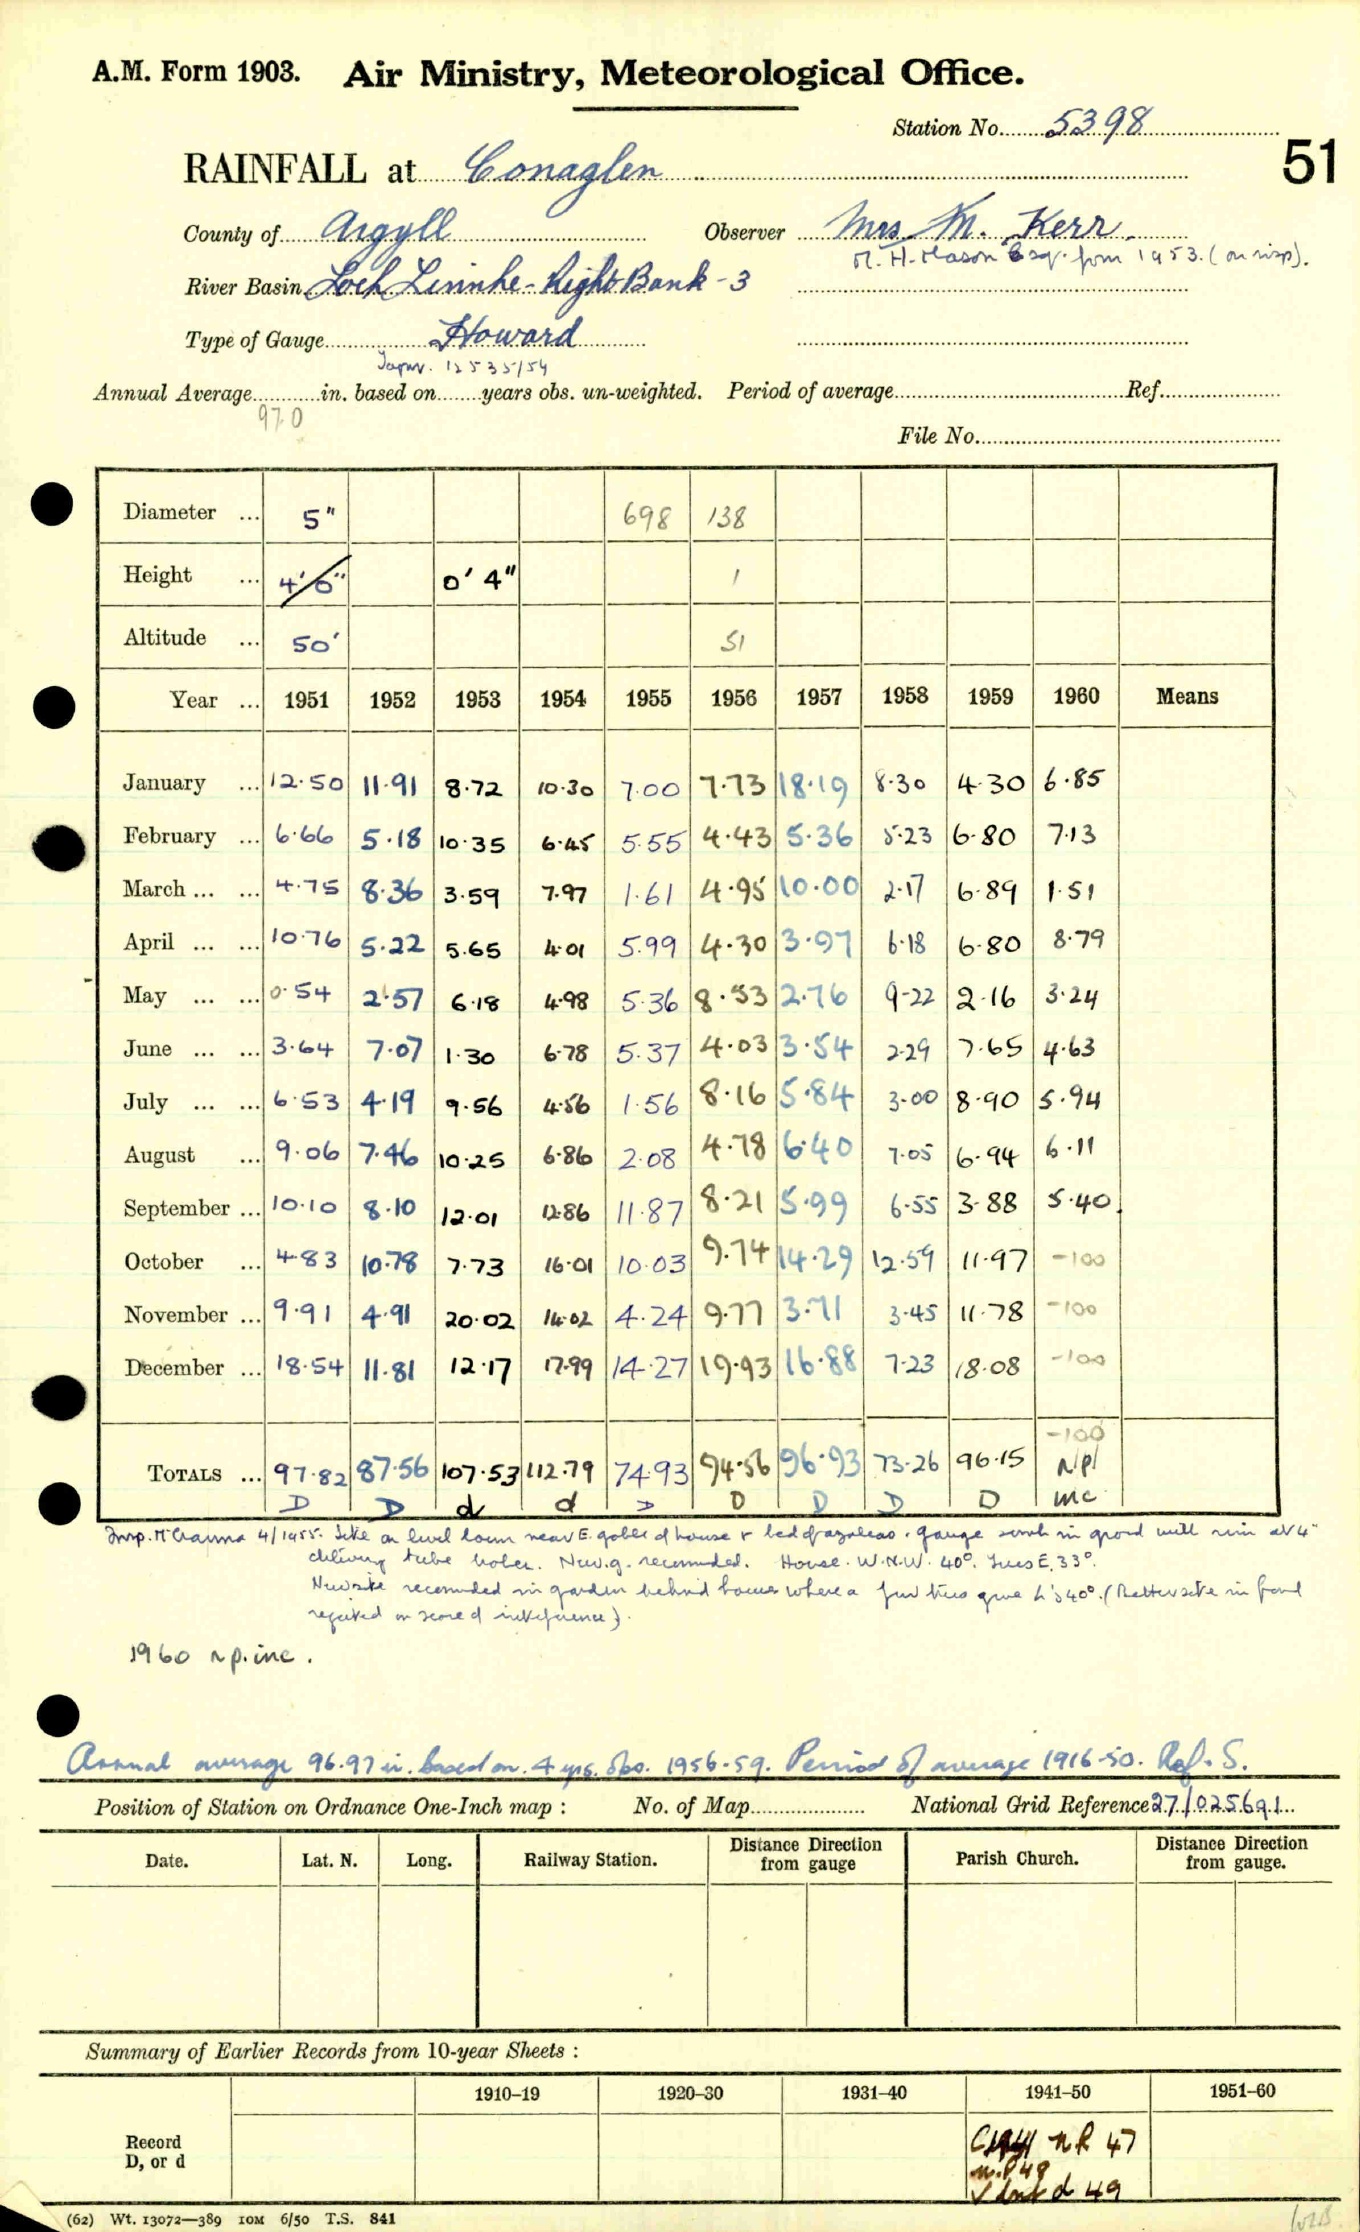 A.M. Form 1903. Air Ministry, Meteorological Office.
Station No. 5398
51
RAINFALL at Conaglen
County of Argyll Observer Mrs M. Kerr.
M. H. Mason Esq. from 1953. (on insp).
River Basin Loch Linnhe - Right Bank - 3
Type of Gauge Howard
12535/54
Annual Average in. based on years obs. un-weighted. Period of average Ref.
97.0
File No.
Diameter ... 5" 698 138
Height ... 4'0" 0' 4" 1
Altitude ... 50' 51
Year ... 1951 1952 1953 1954 1955 1956 1957 1958 1959 1960 Means
January ... 12.50 11.91 8.72 10.30 7.00 7.73 18.19 8.30 4.30 6.85
February ... 6.66 5.18 10.35 6.45 5.55 4.43 5.36 5.23 6.80 7.13
March ... ... 4.75 8.36 3.59 7.97 1.61 4.95 10.00 2.17 6.89 1.51
April ... ... 10.76 5.22 5.65 4.01 5.99 4.30 3.97 6.18 6.80 8.79
May ... ... 0.54 2.57 6.18 4.98 5.36 8.53 2.76 9.22 2.16 3.24
June ... ... 3.64 7.07 1.30 6.78 5.37 4.03 3.54 2.29 7.65 4.63
July ... ... 6.53 4.19 9.56 4.56 1.56 8.16 5.84 3.00 8.90 5.94
August ... 9.06 7.46 10.25 6.86 2.08 4.78 6.40 7.05 6.94 6.11
September ... 10.10 8.10 12.01 12.86 11.87 8.21 5.99 6.55 3.88 5.40
October ... 4.83 10.78 7.73 16.01 10.03 9.74 14.29 12.59 11.97 -100
November ... 9.91 4.91 20.02 14.02 4.24 9.77 3.71 3.45 11.78 -100
December ... 18.54 11.81 12.17 17.99 14.27 19.93 16.88 7.23 18.08 -100
-100
TOTALS ... 97.82 87.56 107.53 112.79 74.93 94.56 96.93 73.26 96.15 N/P/
D D d d D D D D D inc
Insp. 4/1955. Site on level lawn near E. gable of house & bed of azaleas. gauge sunk in ground with rim at 4"
tube broken. New g. recommended. House W.N.W. 40°. Trees E. 33°.
New site recommended in garden behind house where a few trees give 40°. (Better site in front
rejected on score of interference).
1960 n.p. inc.
Annual average 96.97 in. based on 4 yrs. obs. 1956-59. Period of average 1916-50. Ref. S.
Position of Station on Ordnance One-Inch map : No. of Map National Grid Reference 27/025691
Date. Lat. N. Long. Railway Station. Distance from gauge Direction Parish Church. Distance from gauge. Direction
Summary of Earlier Records from 10-year Sheets :
1910–19 1920–30 1931–40 1941–50 1951–60
Record
D, or d
n R 47
n.P 48
d 49
(62) Wt. 13072—389 10M 6/50 T.S. 841